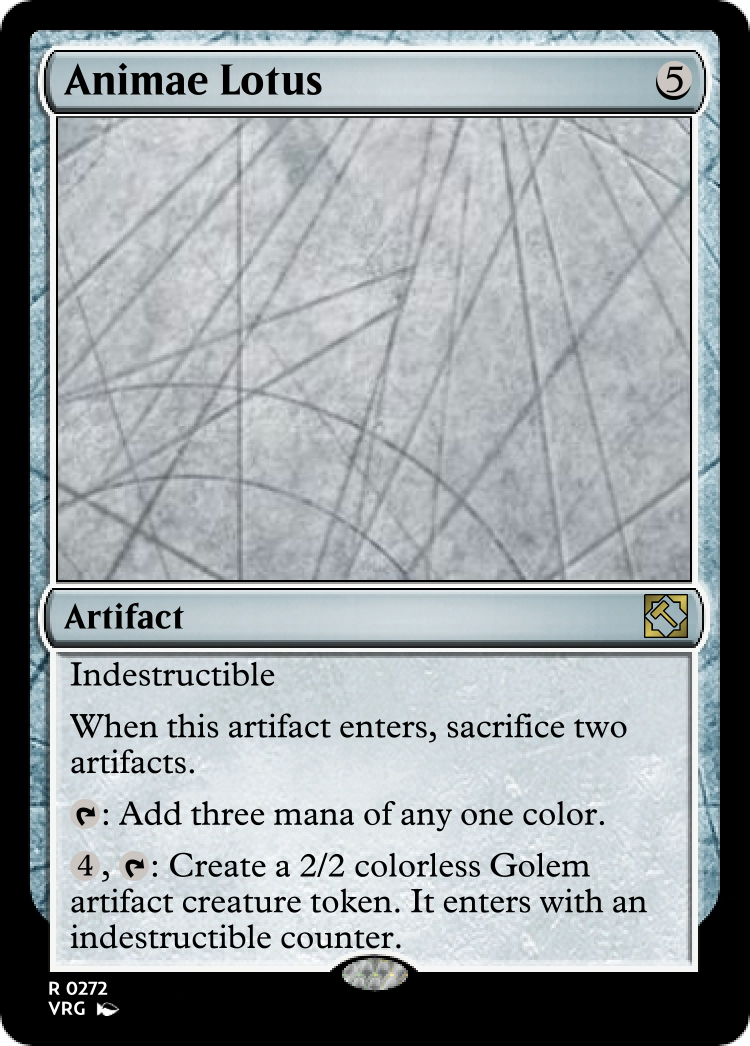 Animae Lotus 5
Artifact
Indestructible
When this artifact enters, sacrifice two
artifacts.
: Add three mana of any one color.
4, : Create a 2/2 colorless Golem
artifact creature token. It enters with an
indestructible counter.
R 0272
VRG